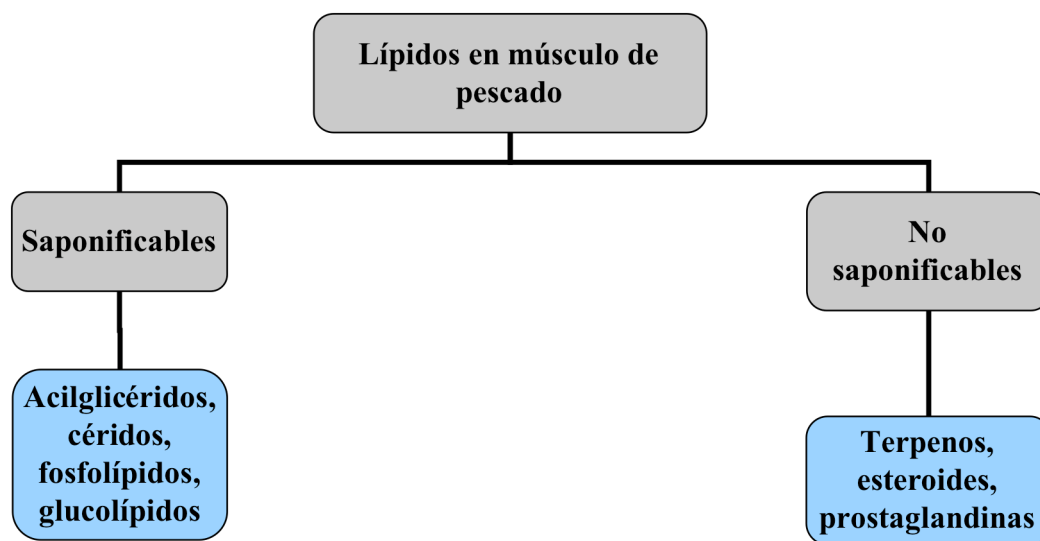 Lípidos en músculo de
pescado
Saponificables
No
saponificables
Acilglicéridos,
céridos,
fosfolípidos,
glucolípidos
Terpenos,
esteroides,
prostaglandinas